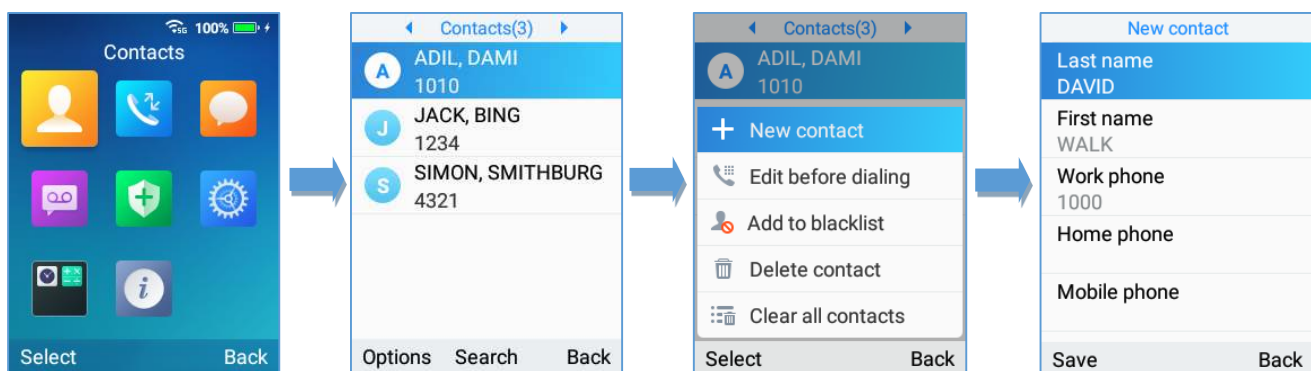 5G 100%
Contacts
Select Back
Contacts(3)
A ADIL, DAMI
1010
J JACK, BING
1234
S SIMON, SMITHBURG
4321
Options Search Back
Contacts(3)
A ADIL, DAMI
1010
New contact
Edit before dialing
Add to blacklist
Delete contact
Clear all contacts
Select Back
New contact
Last name
DAVID
First name
WALK
Work phone
1000
Home phone
Mobile phone
Save Back